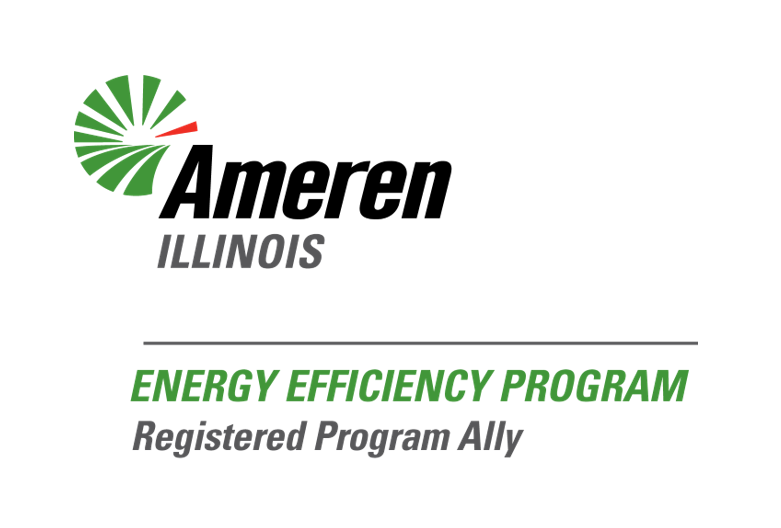 Ameren
ILLINOIS
ENERGY EFFICIENCY PROGRAM
Registered Program Ally